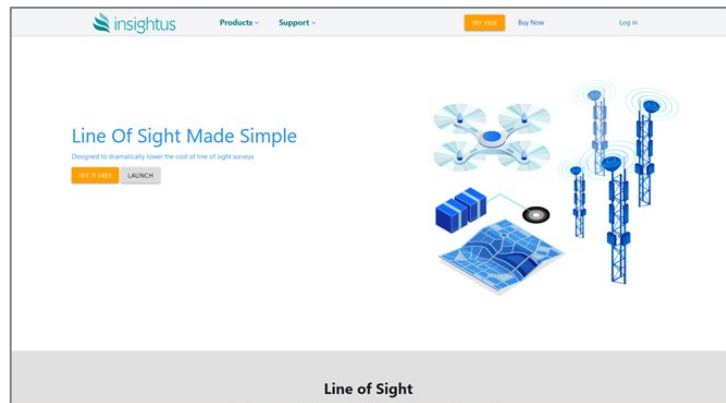 insightus
Products
Support
TRY FREE
Buy Now
Log in
Line Of Sight Made Simple
Designed to dramatically lower the cost of line of sight surveys
TRY IT FREE
LAUNCH
Line of Sight